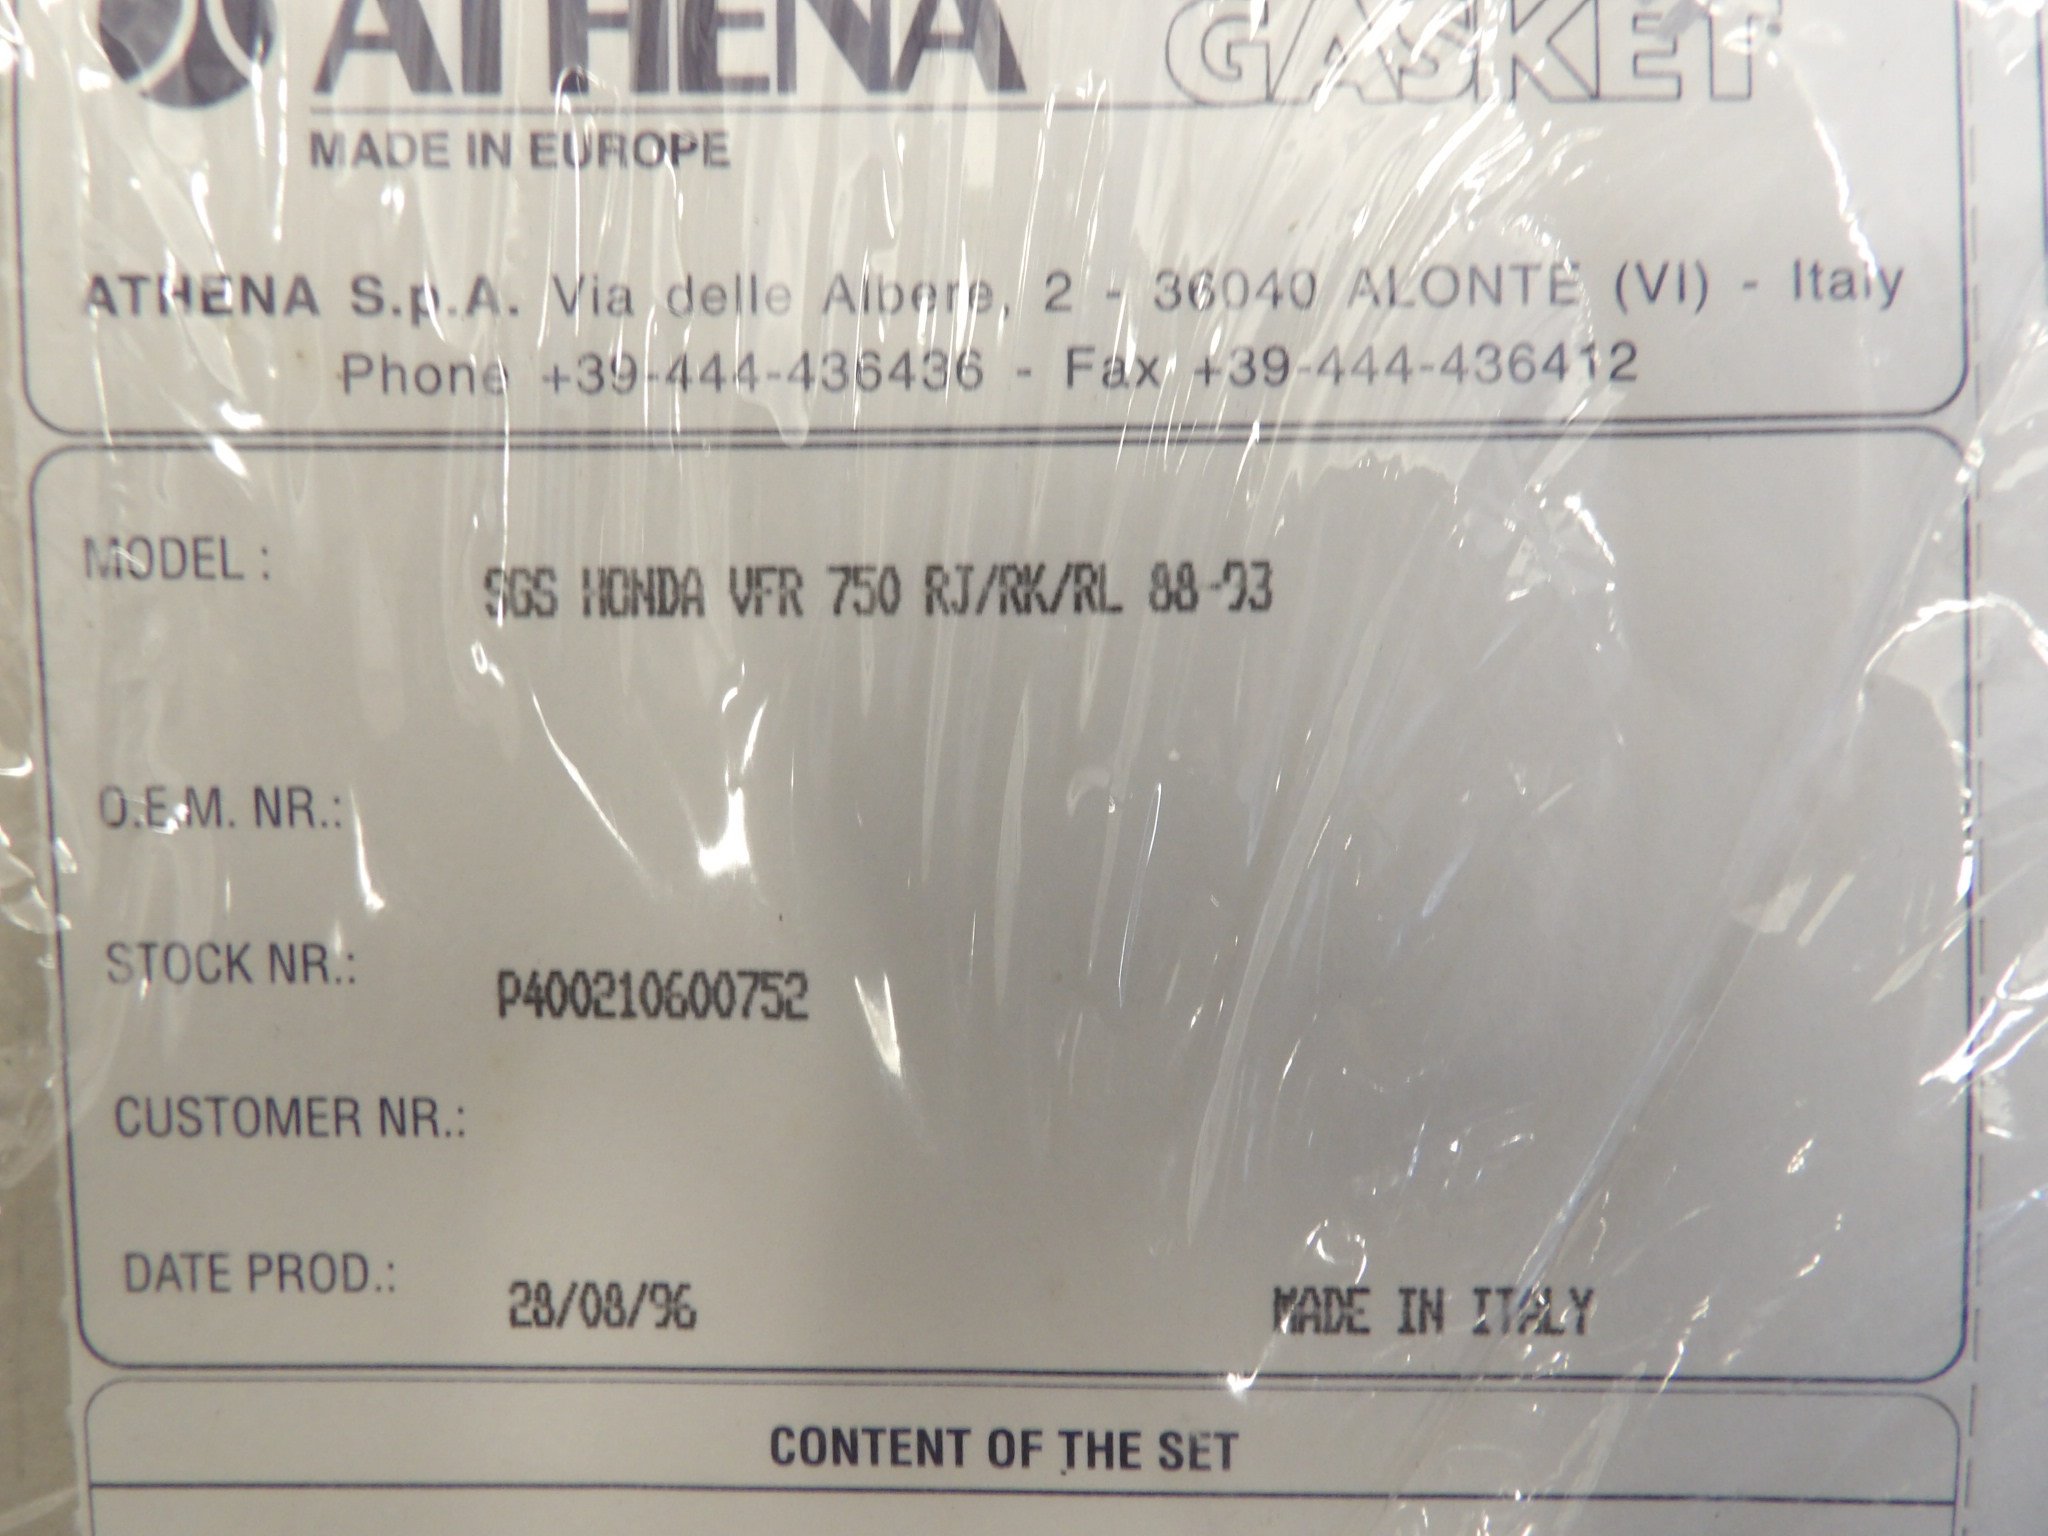 ATHENA GASKET
MADE IN EUROPE
ATHENA S.p.A. Via delle Albere, 2 - 36040 ALONTE (VI) - Italy
Phone +39-444-436436 - Fax +39-444-436412
MODEL : SGS HONDA VFR 750 RJ/RK/RL 88-93
O.E.M. NR.:
STOCK NR.: P400210600752
CUSTOMER NR.:
DATE PROD.: 28/08/96 MADE IN ITALY
CONTENT OF THE SET